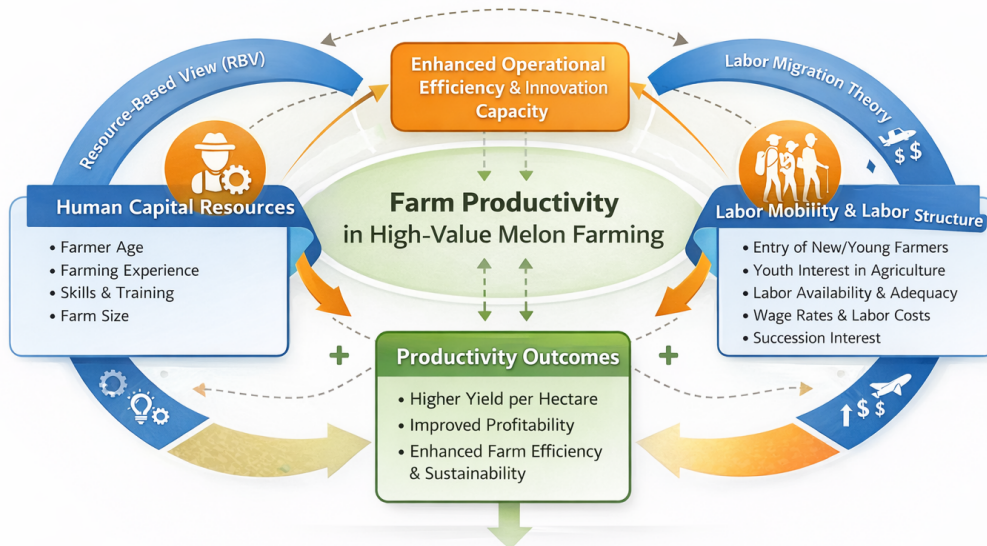 Resource-Based View (RBV)
Enhanced Operational
Efficiency & Innovation
Capacity
Labor Migration Theory
$ $
Human Capital Resources
• Farmer Age
• Farming Experience
• Skills & Training
• Farm Size
Farm Productivity
in High-Value Melon Farming
Labor Mobility & Labor Structure
• Entry of New/Young Farmers
• Youth Interest in Agriculture
• Labor Availability & Adequacy
• Wage Rates & Labor Costs
• Succession Interest
+
+
Productivity Outcomes
• Higher Yield per Hectare
• Improved Profitability
• Enhanced Farm Efficiency
& Sustainability
$ $